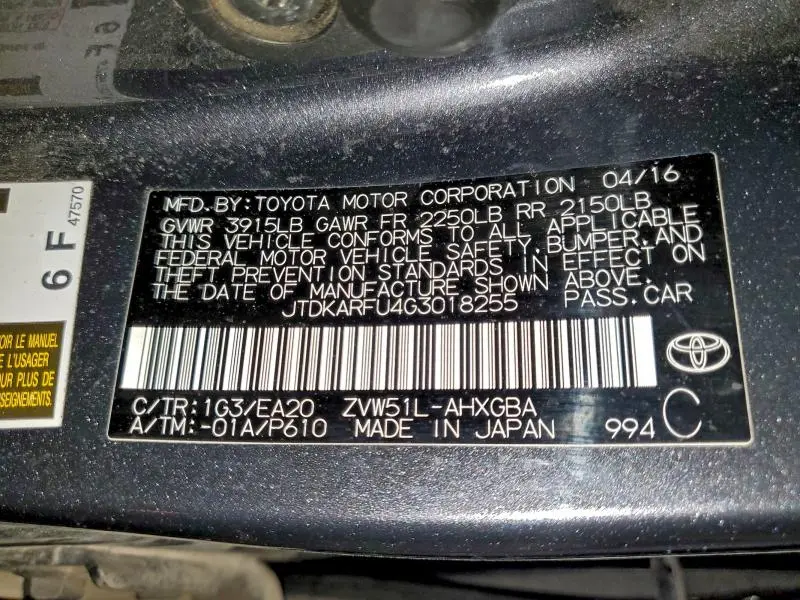 MFD.BY:TOYOTA MOTOR CORPORATION 04/16
GVWR 3915LB GAWR FR 2250LB RR 2150LB
THIS VEHICLE CONFORMS TO ALL APPLICABLE
FEDERAL MOTOR VEHICLE SAFETY,BUMPER,AND
THEFT PREVENTION STANDARDS IN EFFECT ON
THE DATE OF MANUFACTURE SHOWN ABOVE.
JTDKARFU4G3018255 PASS.CAR
C/TR:1G3/EA20 ZVW51L-AHXGBA
A/TM:-01A/P610 MADE IN JAPAN 994 C
6 F
47570
OIR LE MANUEL
E L'USAGER
OUR PLUS DE
SEIGNEMENTS.